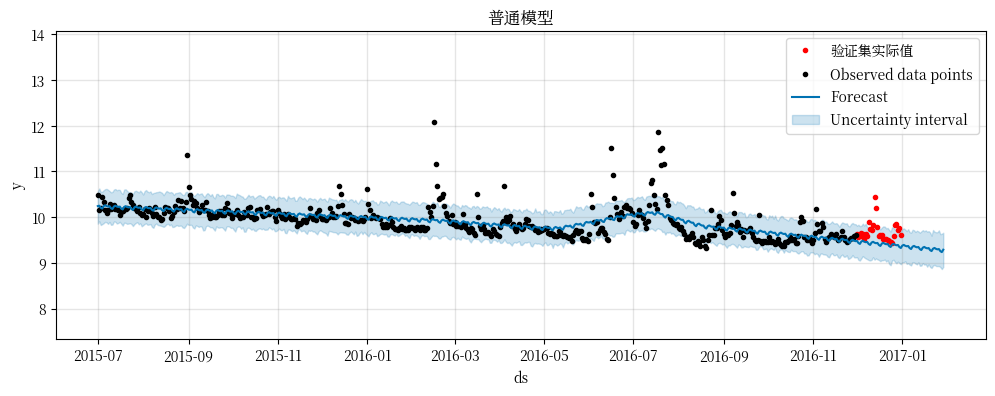 普通模型
14
13
12
11
10
9
8
y
验证集实际值
Observed data points
Forecast
Uncertainty interval
2015-07 2015-09 2015-11 2016-01 2016-03 2016-05 2016-07 2016-09 2016-11 2017-01
ds